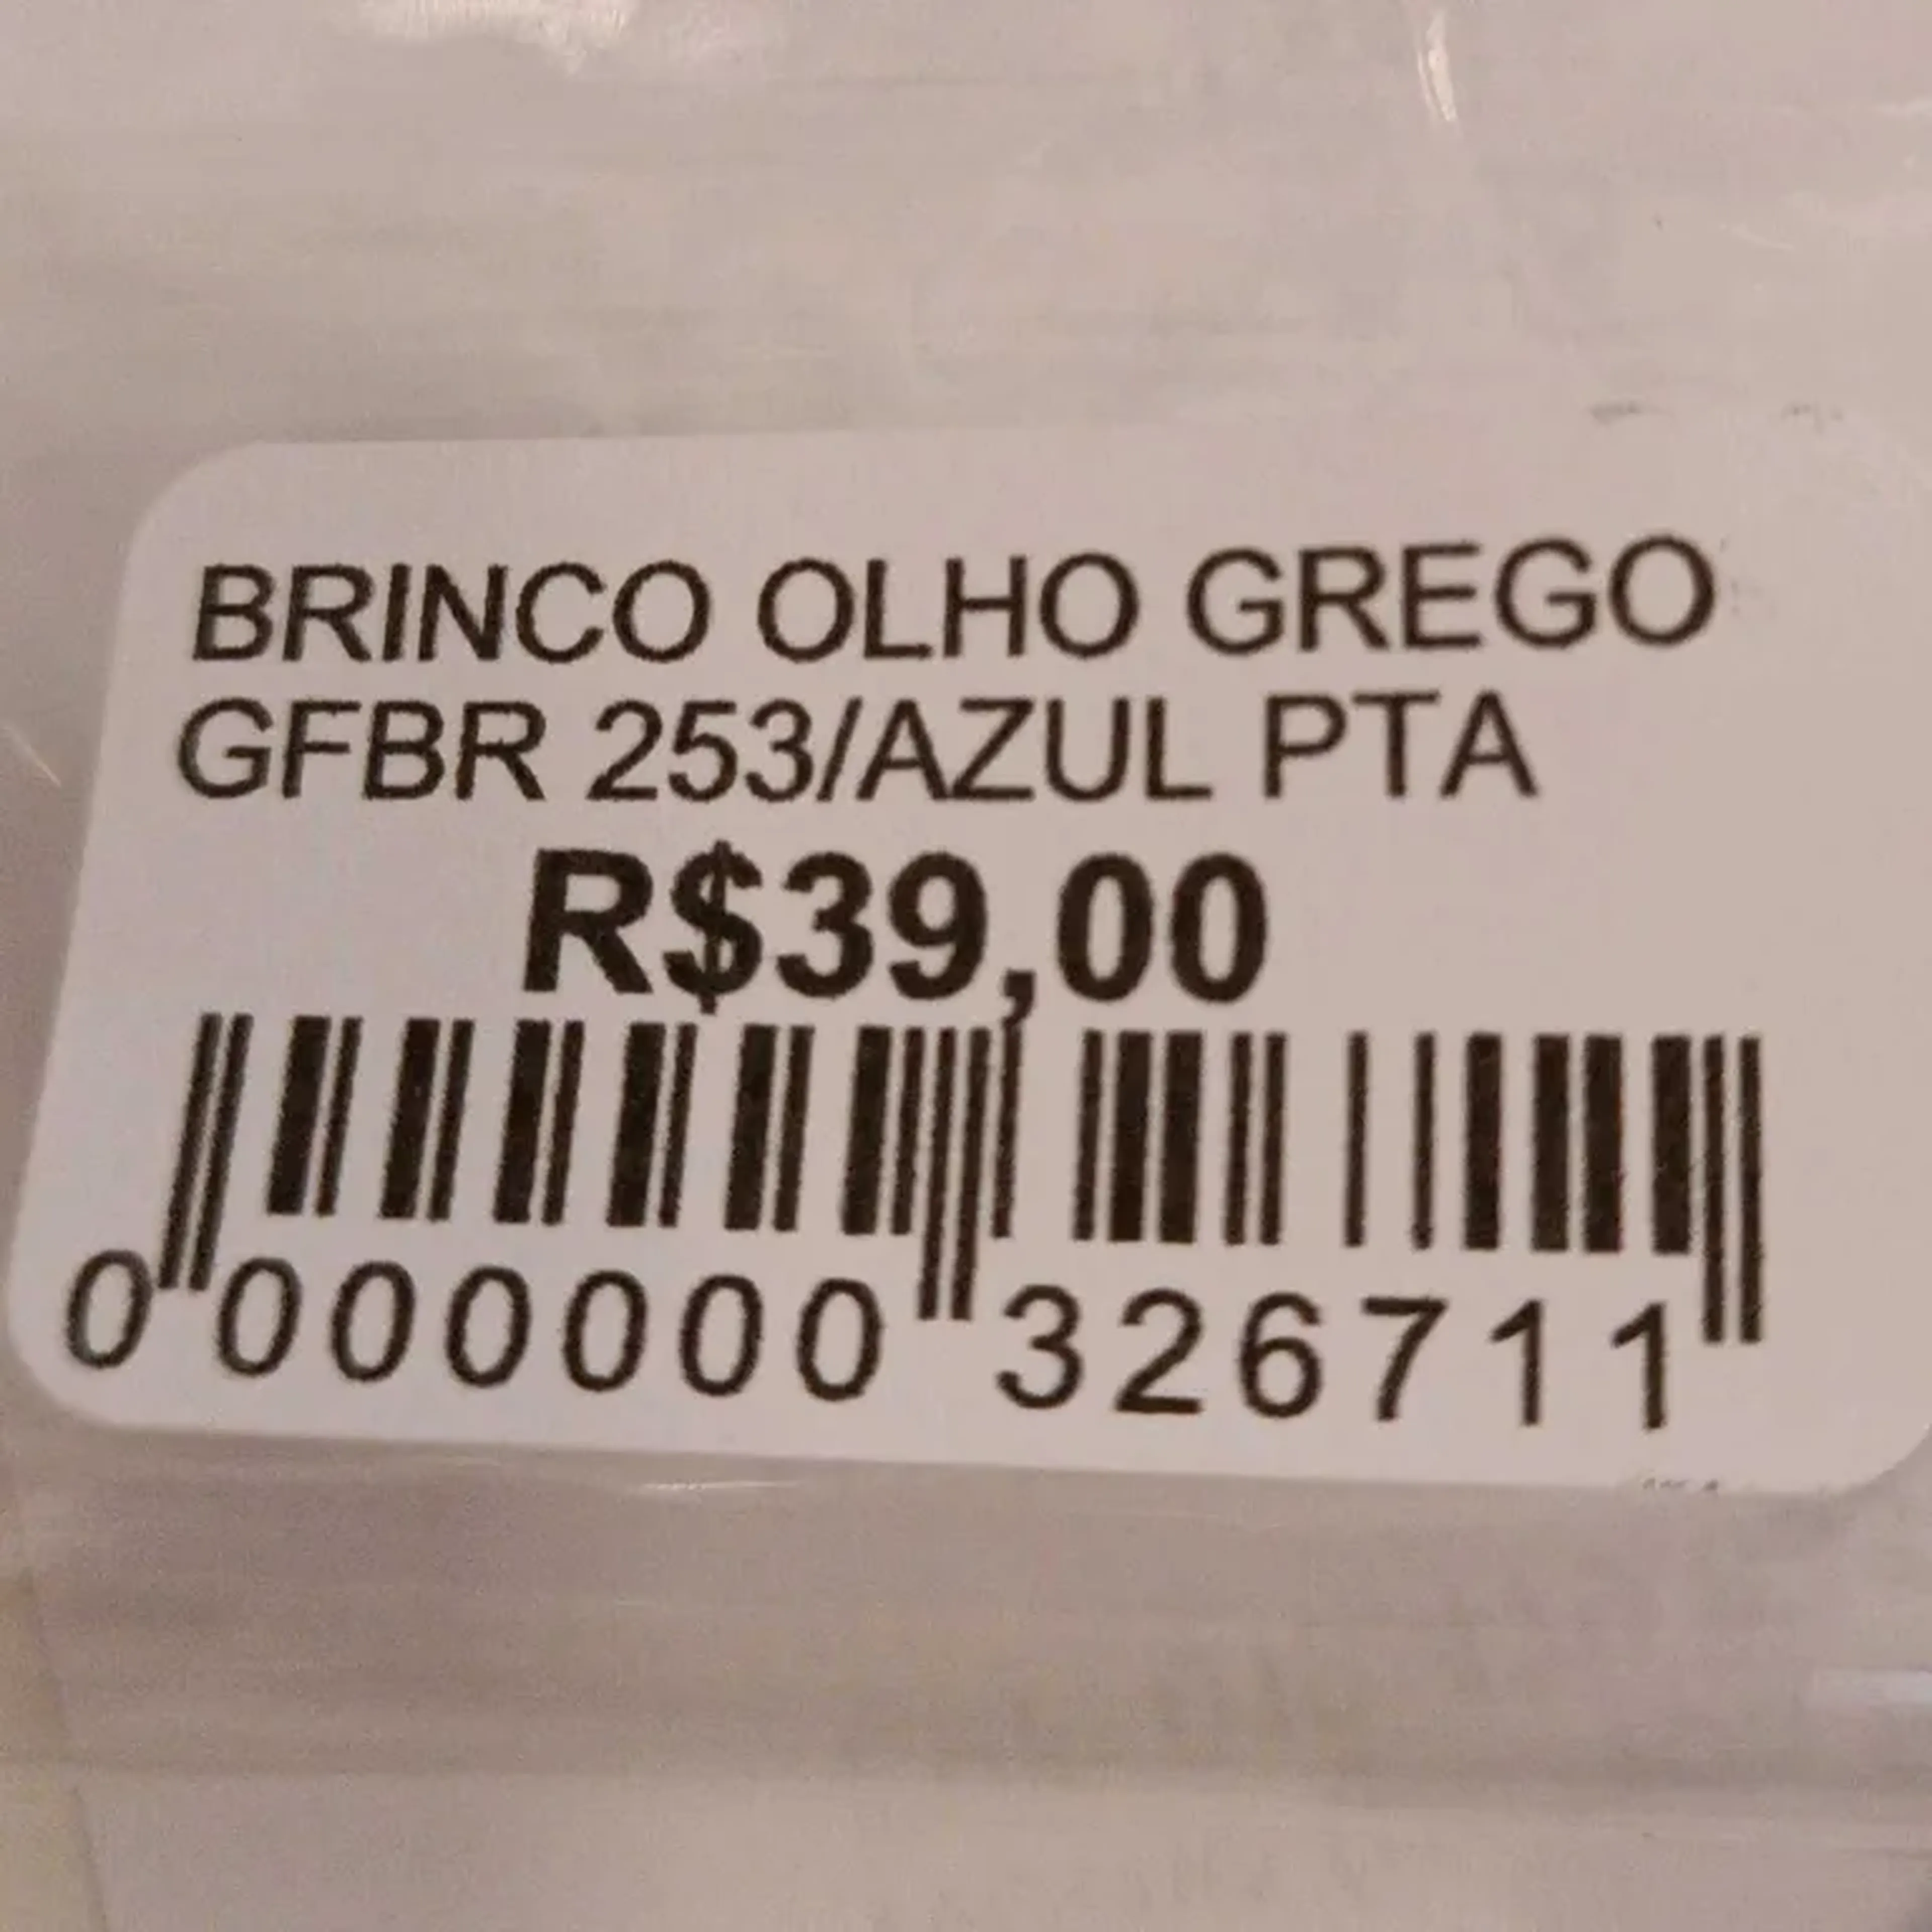 BRINCO OLHO GREGO
GFBR 253/AZUL PTA
R$39,00
0 000000 326711